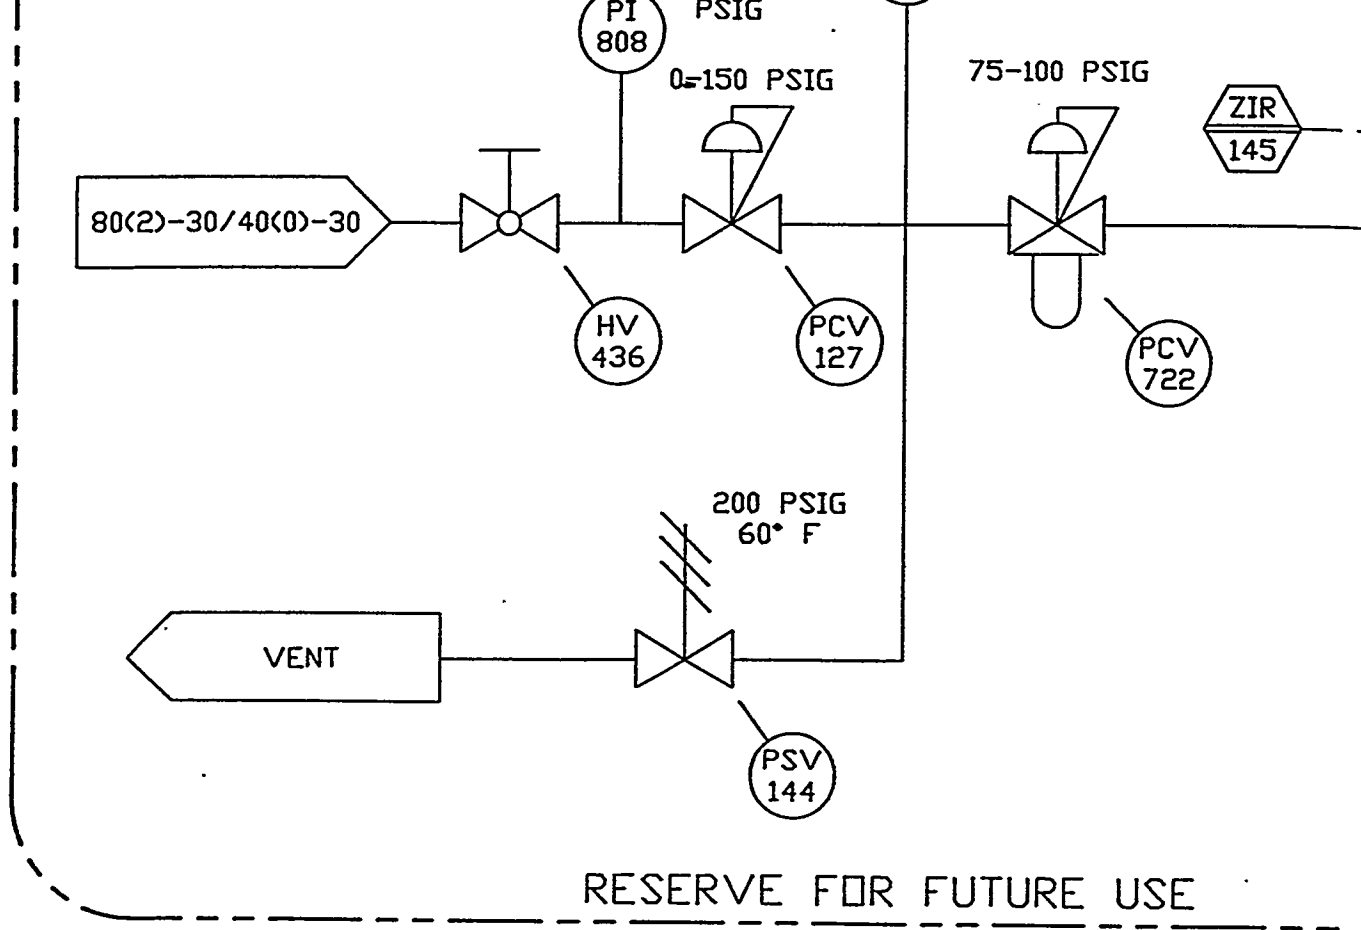 PI
808
PSIG
0-150 PSIG
75-100 PSIG
ZIR
145
80(2)-30/40(0)-30
HV
436
PCV
127
PCV
722
200 PSIG
60° F
VENT
PSV
144
RESERVE FOR FUTURE USE